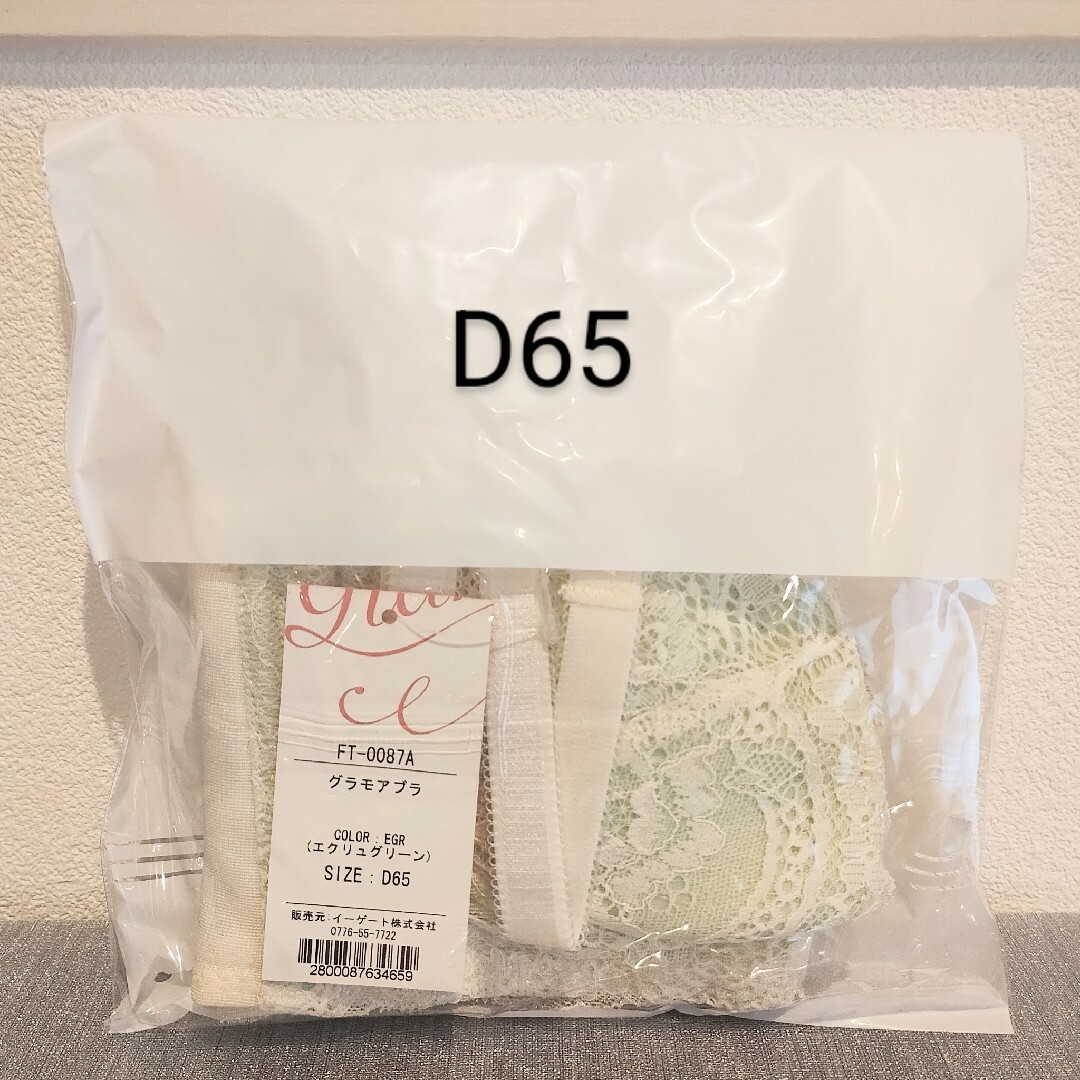 D65
FT-0087A
グラモアブラ
COLOR : EGR
(エクリュグリーン)
SIZE : D65
販売元:イーゲート株式会社
0776-55-7722
2800087634659